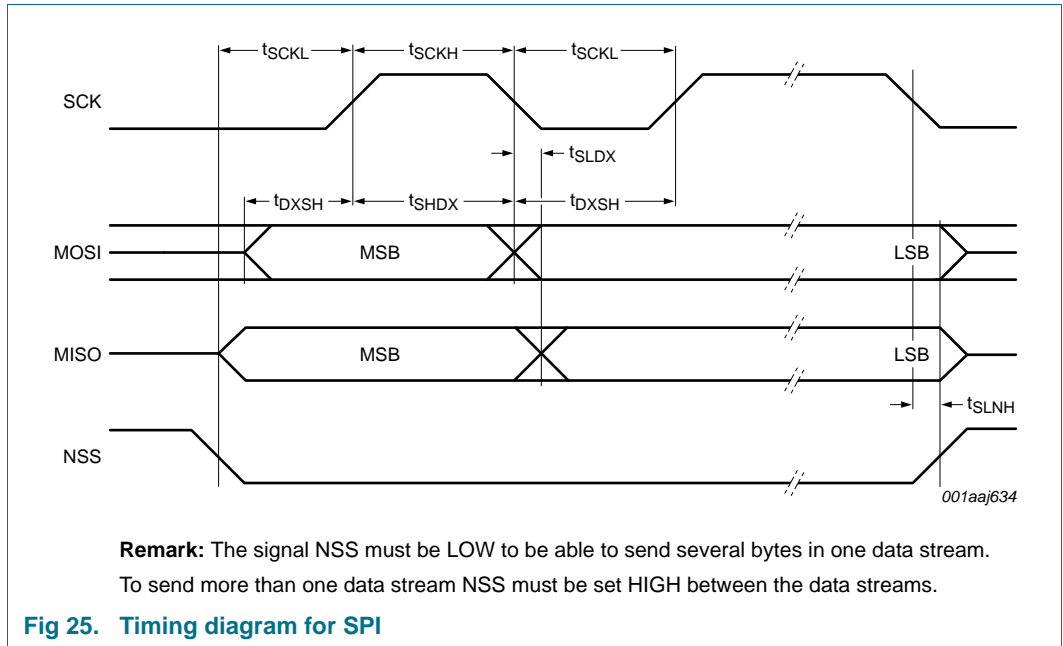 tSCKL tSCKH tSCKL
SCK
tSLDX
tDXSH tSHDX tDXSH
MOSI MSB LSB
MISO MSB LSB
tSLNH
NSS
001aaj634
Remark: The signal NSS must be LOW to be able to send several bytes in one data stream.
To send more than one data stream NSS must be set HIGH between the data streams.
Fig 25. Timing diagram for SPI